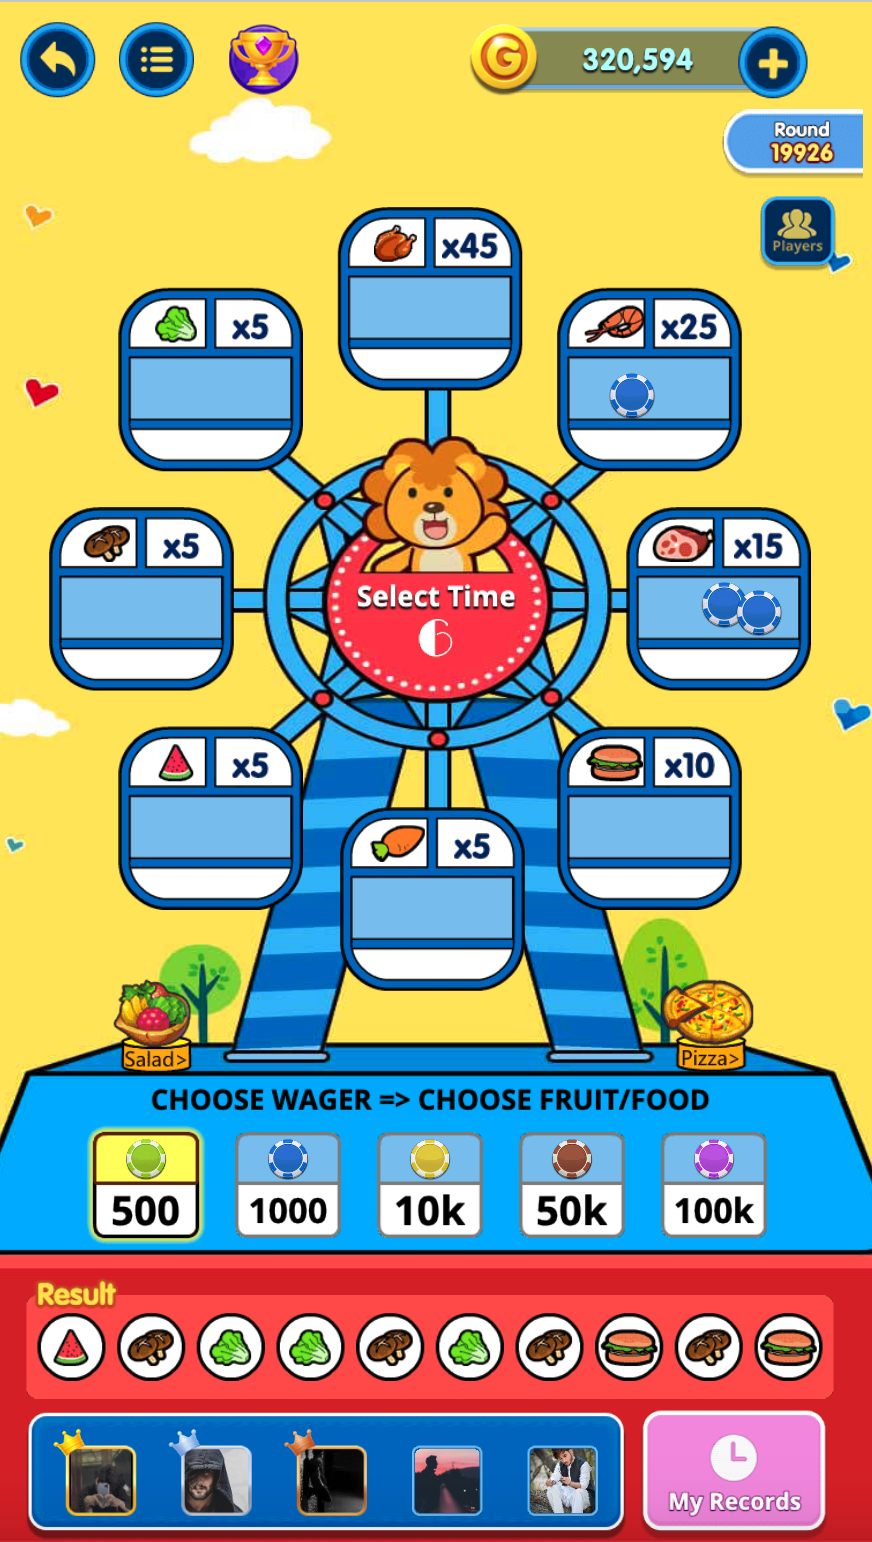 G
320,594
Round
19926
Players
x45
x5
x25
x5
x15
Select Time
6
x5
x10
x5
Salad>
Pizza>
CHOOSE WAGER => CHOOSE FRUIT/FOOD
500
1000
10k
50k
100k
Result
My Records